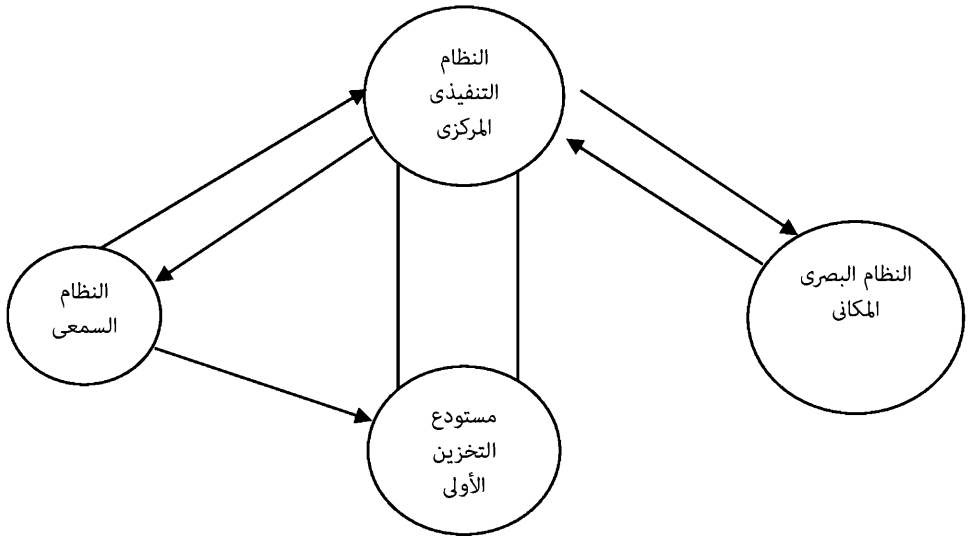 النظام
التنفيذى
المركزى
النظام البصرى
المكانى
النظام
السمعى
مستودع
التخزين
الأولى